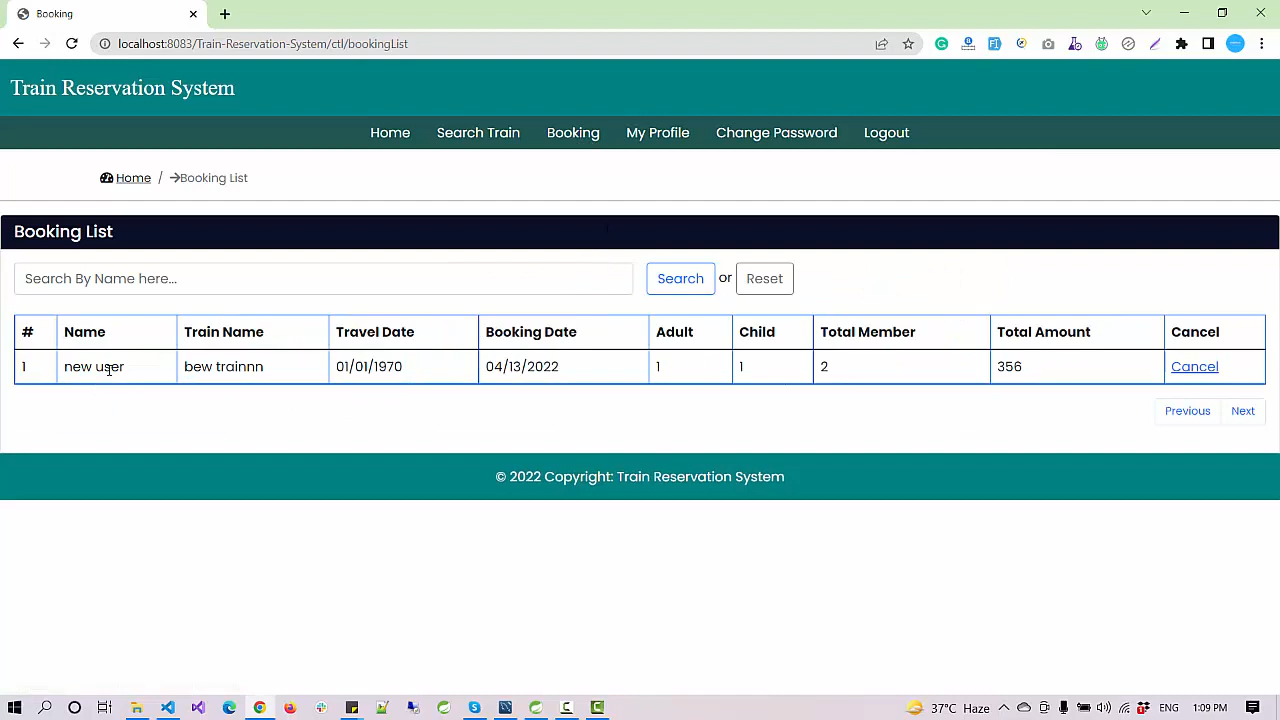 Booking
localhost:8083/Train-Reservation-System/ctl/bookingList
Train Reservation System
Home Search Train Booking My Profile Change Password Logout
Home / →Booking List
Booking List
Search By Name here... Search or Reset
# Name Train Name Travel Date Booking Date Adult Child Total Member Total Amount Cancel
1 new user bew trainnn 01/01/1970 04/13/2022 1 1 2 356 Cancel
Previous Next
© 2022 Copyright: Train Reservation System
37°C Haze ENG 1:09 PM